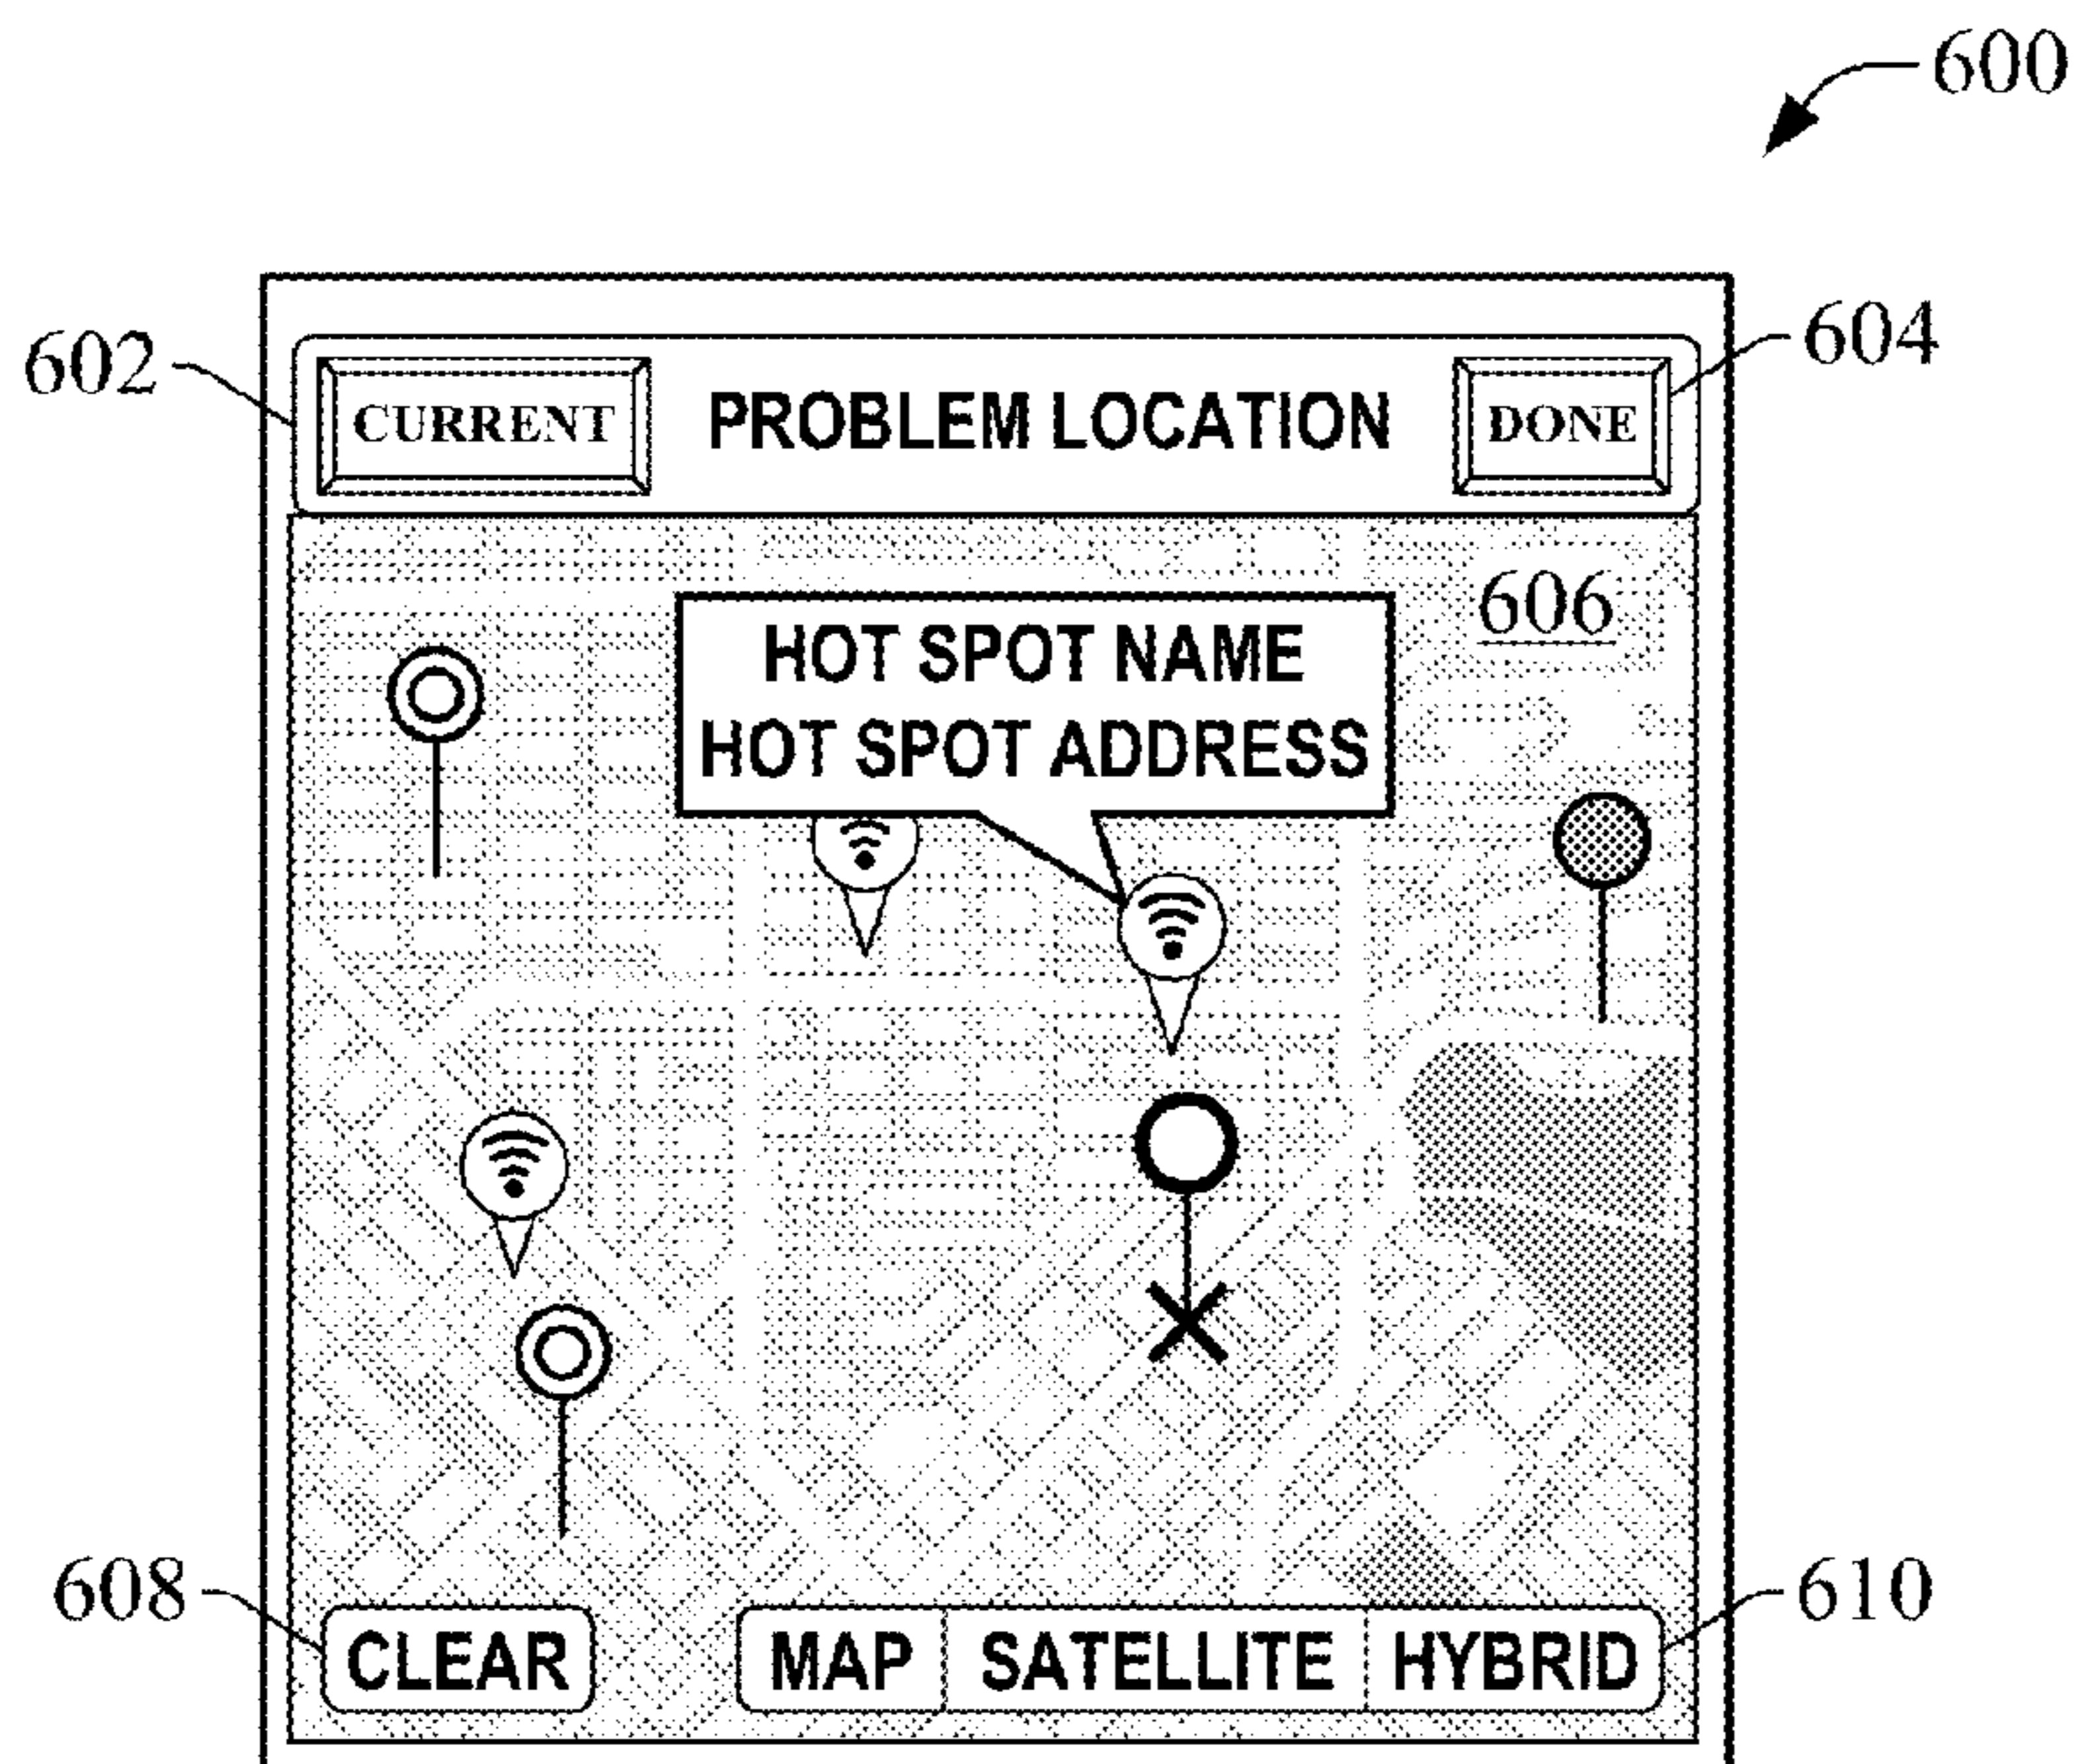 600
602
604
CURRENT PROBLEM LOCATION DONE
606
HOT SPOT NAME
HOT SPOT ADDRESS
608
610
CLEAR MAP SATELLITE HYBRID